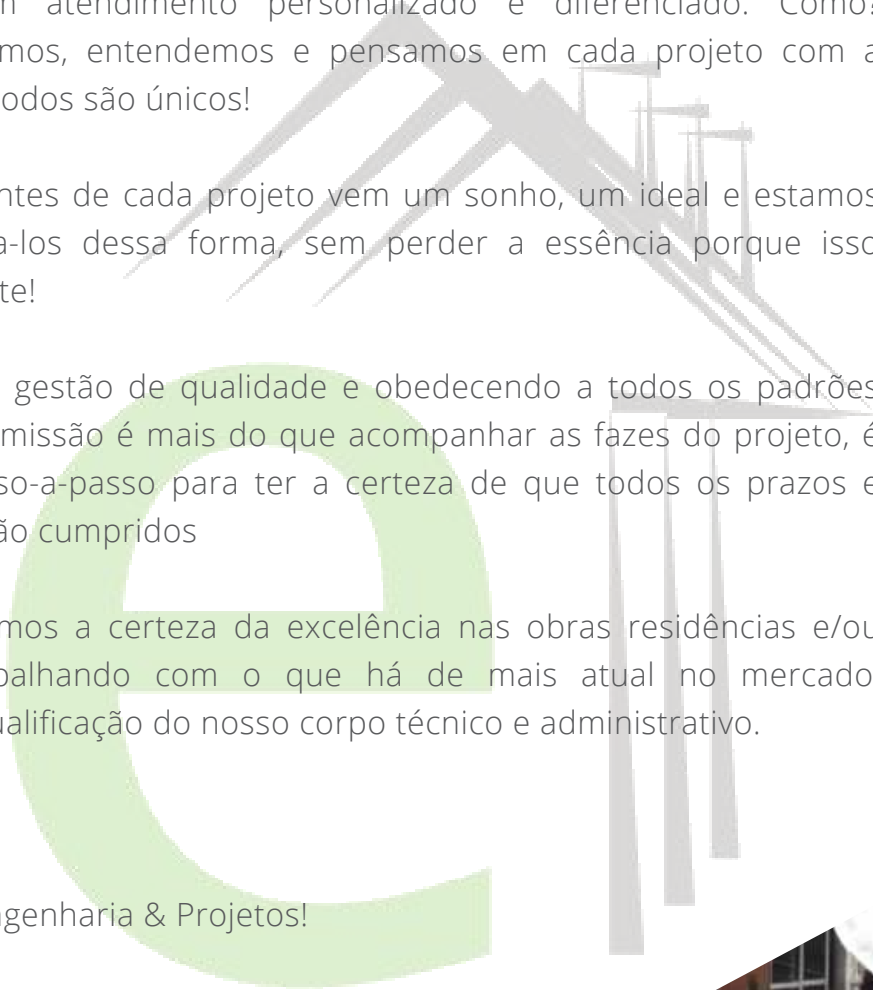 m atendimento personalizado e diferenciado. Como?
mos, entendemos e pensamos em cada projeto com a
odos são únicos!
ntes de cada projeto vem um sonho, um ideal e estamos
a-los dessa forma, sem perder a essência porque isso
te!
gestão de qualidade e obedecendo a todos os padrões
missão é mais do que acompanhar as fazes do projeto, é
so-a-passo para ter a certeza de que todos os prazos e
ão cumpridos
mos a certeza da excelência nas obras residências e/ou
balhando com o que há de mais atual no mercado
ualificação do nosso corpo técnico e administrativo.
ngenharia & Projetos!
e